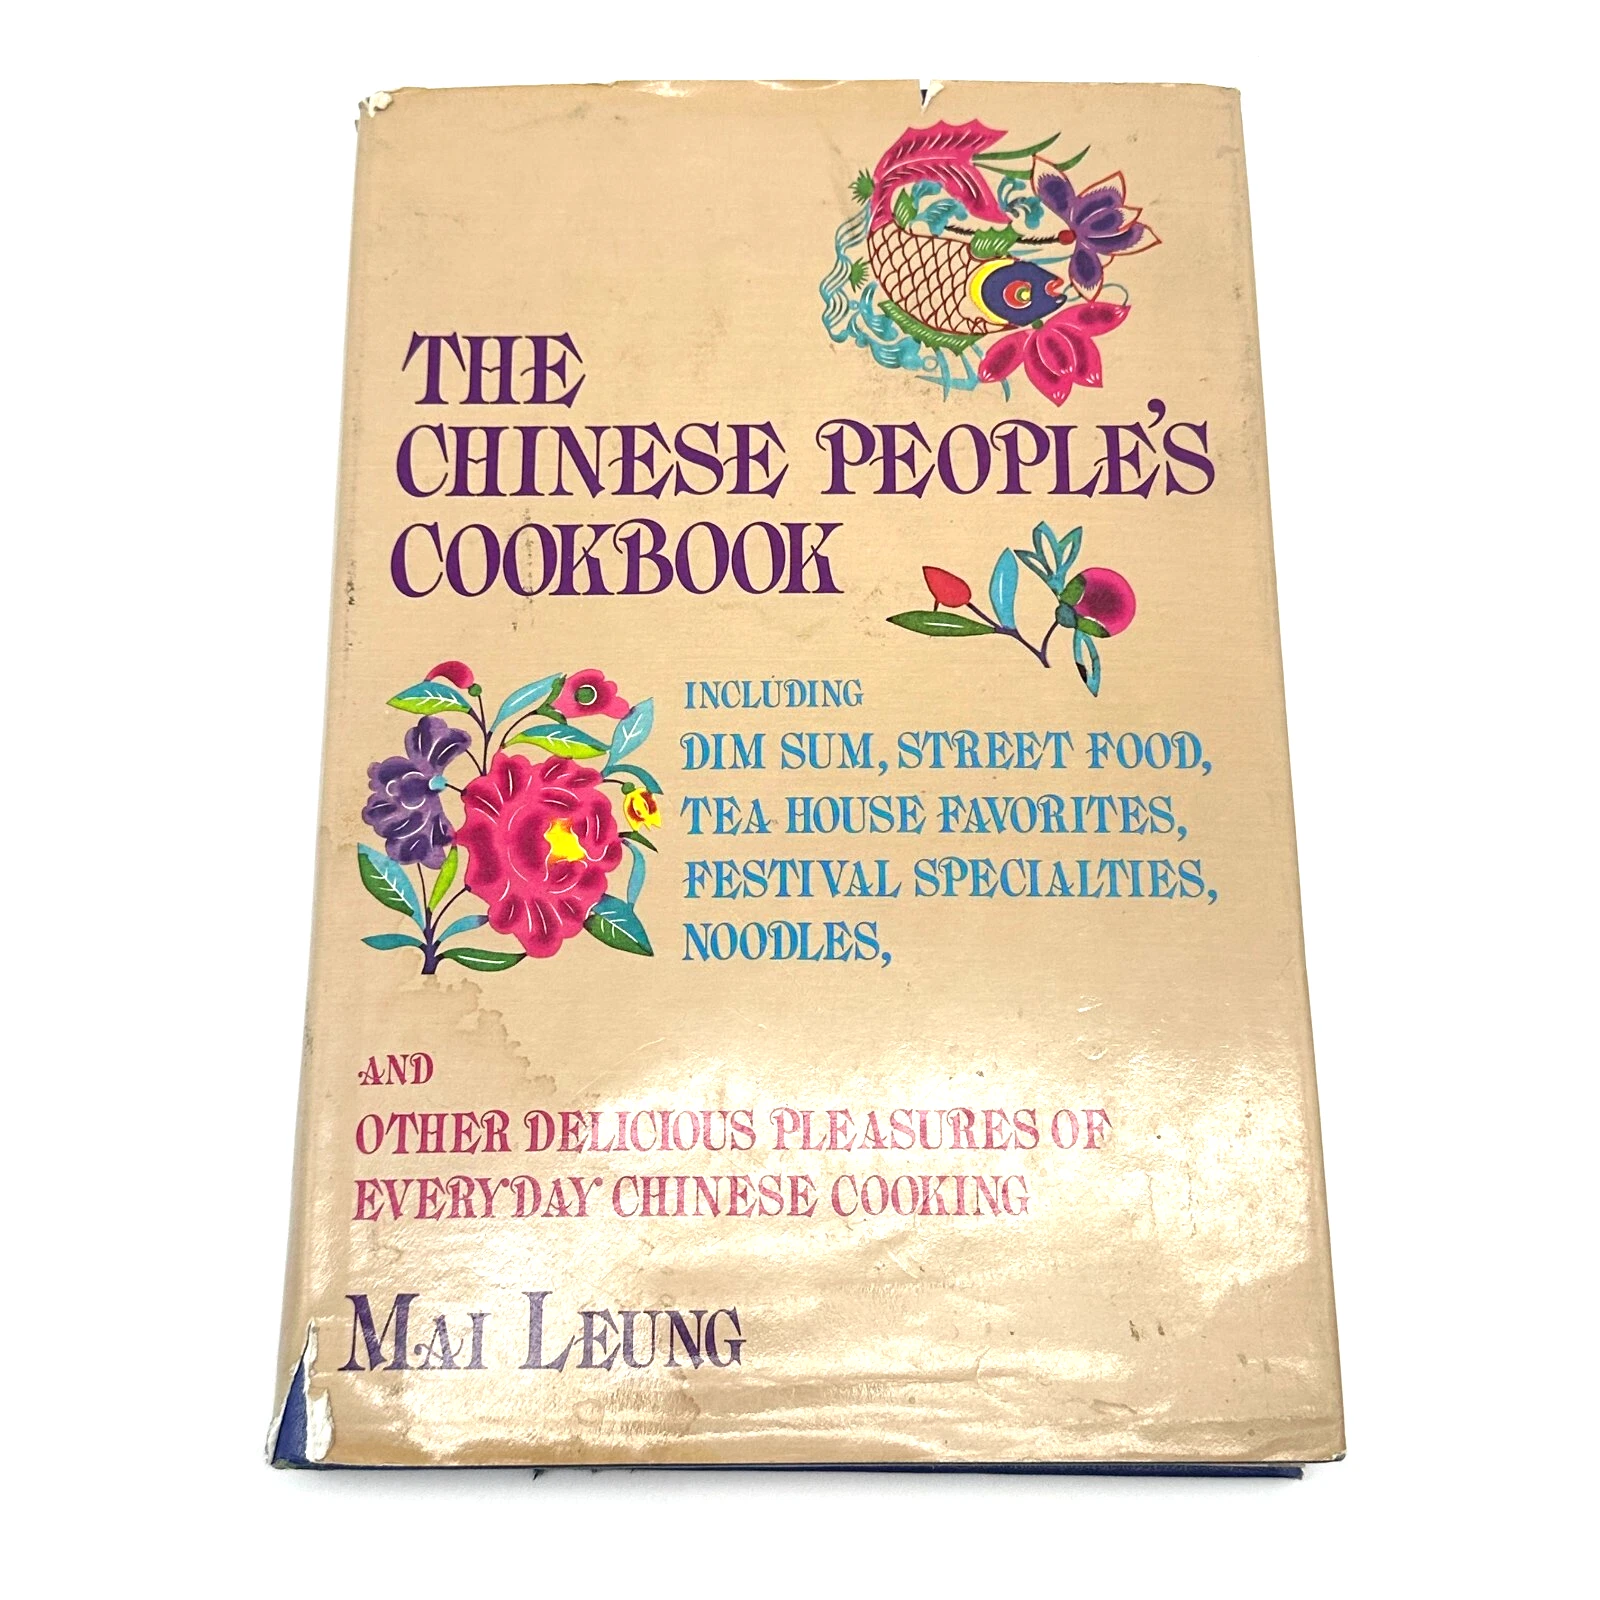 THE
CHINESE PEOPLE'S
COOKBOOK
INCLUDING
DIM SUM, STREET FOOD,
TEA HOUSE FAVORITES,
FESTIVAL SPECIALTIES,
NOODLES,
AND
OTHER DELICIOUS PLEASURES OF
EVERYDAY CHINESE COOKING
MAI LEUNG